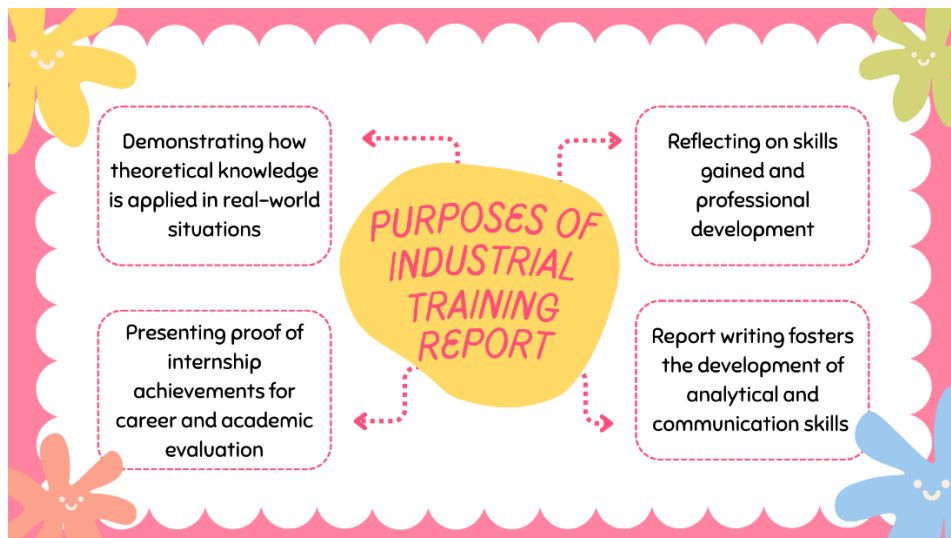 Demonstrating how
theoretical knowledge
is applied in real-world
situations
Reflecting on skills
gained and
professional
development
PURPOSES OF
INDUSTRIAL
TRAINING
REPORT
Presenting proof of
internship
achievements for
career and academic
evaluation
Report writing fosters
the development of
analytical and
communication skills